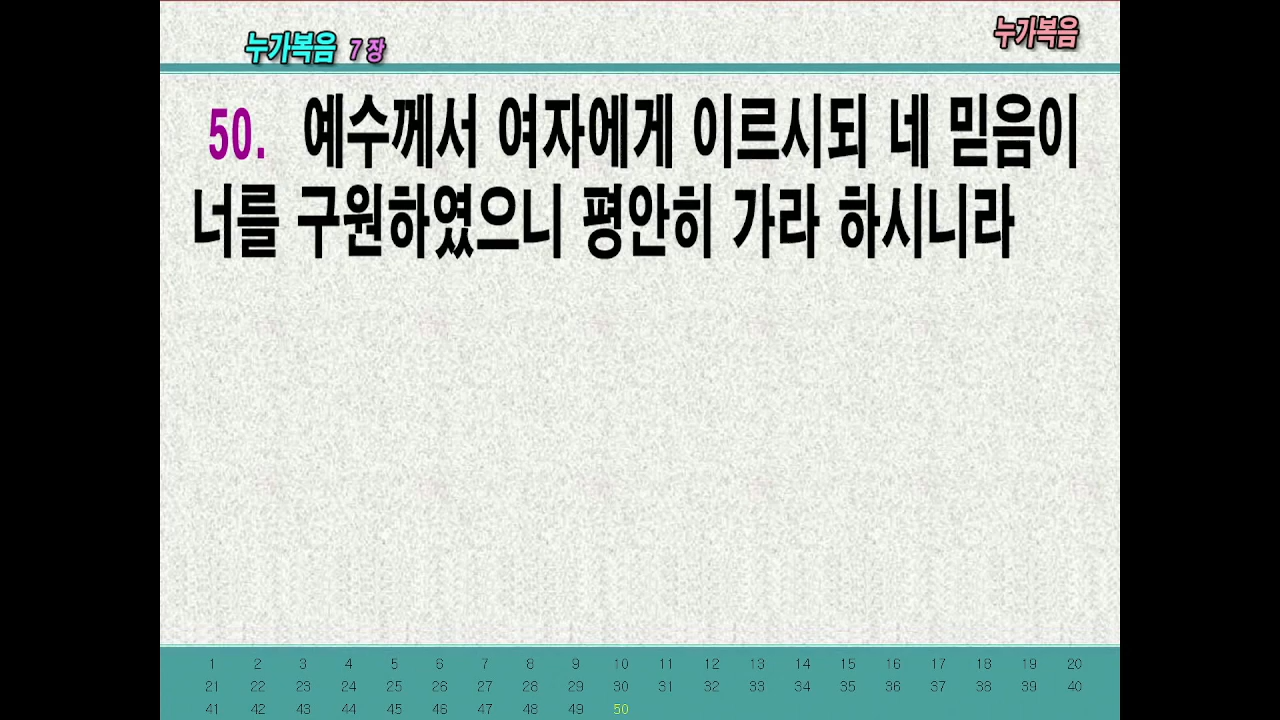 누가복음 7 장
누가복음
50. 예수께서 여자에게 이르시되 네 믿음이
너를 구원하였으니 평안히 가라 하시니라
1 2 3 4 5 6 7 8 9 10 11 12 13 14 15 16 17 18 19 20
21 22 23 24 25 26 27 28 29 30 31 32 33 34 35 36 37 38 39 40
41 42 43 44 45 46 47 48 49 50